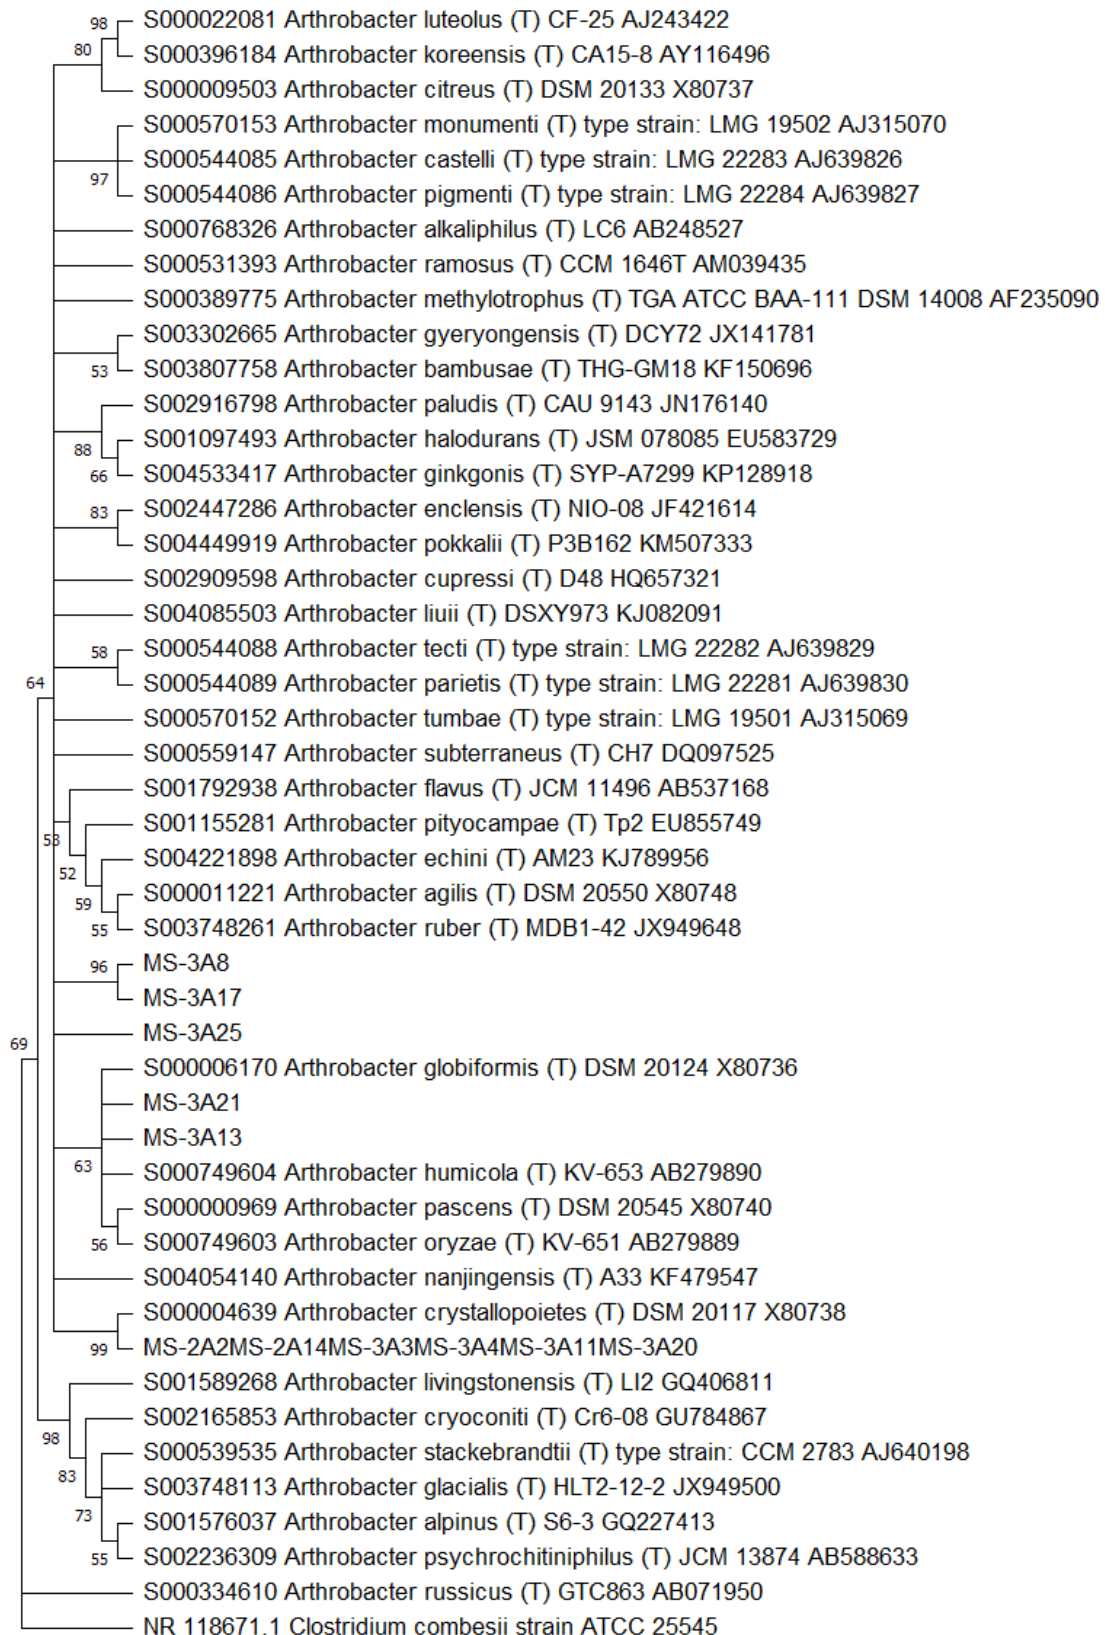 98
S000022081 Arthrobacter luteolus (T) CF-25 AJ243422
80
S000396184 Arthrobacter koreensis (T) CA15-8 AY116496
S000009503 Arthrobacter citreus (T) DSM 20133 X80737
S000570153 Arthrobacter monumenti (T) type strain: LMG 19502 AJ315070
S000544085 Arthrobacter castelli (T) type strain: LMG 22283 AJ639826
97
S000544086 Arthrobacter pigmenti (T) type strain: LMG 22284 AJ639827
S000768326 Arthrobacter alkaliphilus (T) LC6 AB248527
S000531393 Arthrobacter ramosus (T) CCM 1646T AM039435
S000389775 Arthrobacter methylotrophus (T) TGA ATCC BAA-111 DSM 14008 AF235090
S003302665 Arthrobacter gyeryongensis (T) DCY72 JX141781
53
S003807758 Arthrobacter bambusae (T) THG-GM18 KF150696
S002916798 Arthrobacter paludis (T) CAU 9143 JN176140
S001097493 Arthrobacter halodurans (T) JSM 078085 EU583729
88
66
S004533417 Arthrobacter ginkgonis (T) SYP-A7299 KP128918
83
S002447286 Arthrobacter enclensis (T) NIO-08 JF421614
S004449919 Arthrobacter pokkalii (T) P3B162 KM507333
S002909598 Arthrobacter cupressi (T) D48 HQ657321
S004085503 Arthrobacter liuii (T) DSXY973 KJ082091
58
S000544088 Arthrobacter tecti (T) type strain: LMG 22282 AJ639829
64
S000544089 Arthrobacter parietis (T) type strain: LMG 22281 AJ639830
S000570152 Arthrobacter tumbae (T) type strain: LMG 19501 AJ315069
S000559147 Arthrobacter subterraneus (T) CH7 DQ097525
S001792938 Arthrobacter flavus (T) JCM 11496 AB537168
S001155281 Arthrobacter pityocampae (T) Tp2 EU855749
53
S004221898 Arthrobacter echini (T) AM23 KJ789956
52
S000011221 Arthrobacter agilis (T) DSM 20550 X80748
59
55
S003748261 Arthrobacter ruber (T) MDB1-42 JX949648
96
MS-3A8
MS-3A17
MS-3A25
69
S000006170 Arthrobacter globiformis (T) DSM 20124 X80736
MS-3A21
MS-3A13
63
S000749604 Arthrobacter humicola (T) KV-653 AB279890
S000000969 Arthrobacter pascens (T) DSM 20545 X80740
56
S000749603 Arthrobacter oryzae (T) KV-651 AB279889
S004054140 Arthrobacter nanjingensis (T) A33 KF479547
S000004639 Arthrobacter crystallopoietes (T) DSM 20117 X80738
99
MS-2A2MS-2A14MS-3A3MS-3A4MS-3A11MS-3A20
S001589268 Arthrobacter livingstonensis (T) LI2 GQ406811
S002165853 Arthrobacter cryoconiti (T) Cr6-08 GU784867
98
S000539535 Arthrobacter stackebrandtii (T) type strain: CCM 2783 AJ640198
83
S003748113 Arthrobacter glacialis (T) HLT2-12-2 JX949500
73
S001576037 Arthrobacter alpinus (T) S6-3 GQ227413
55
S002236309 Arthrobacter psychrochitiniphilus (T) JCM 13874 AB588633
S000334610 Arthrobacter russicus (T) GTC863 AB071950
NR 118671.1 Clostridium combesii strain ATCC 25545